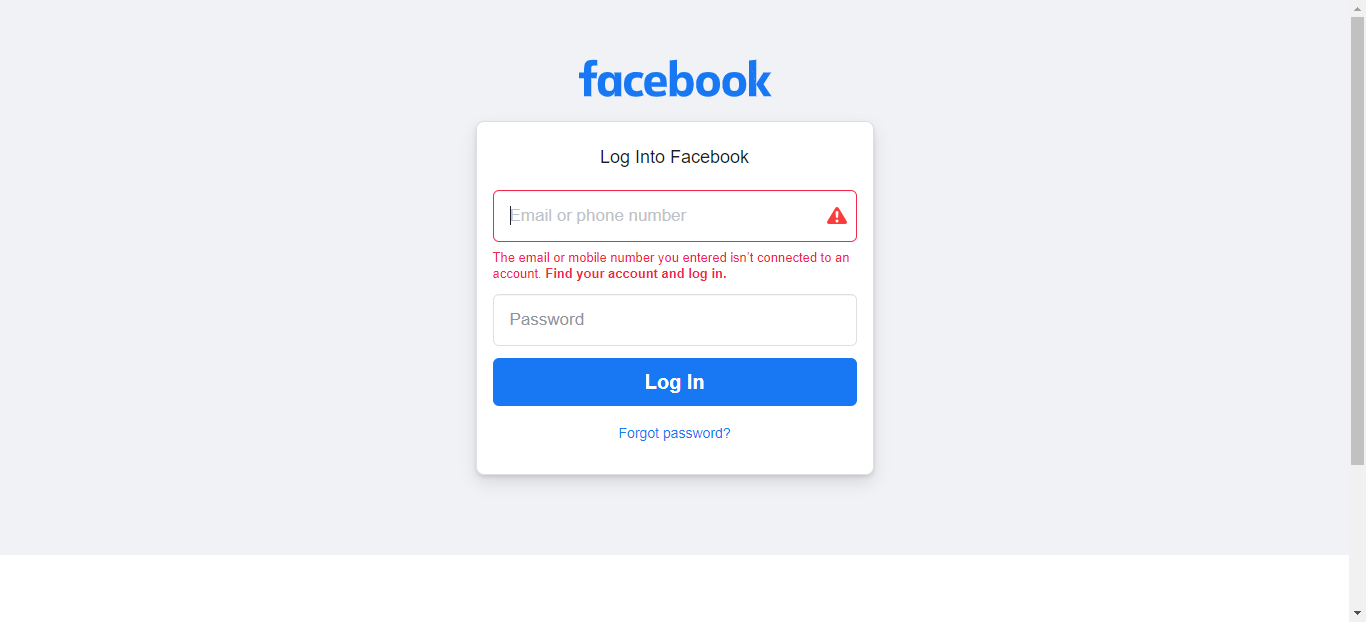 facebook
Log Into Facebook
Email or phone number
The email or mobile number you entered isn't connected to an
account. Find your account and log in.
Password
Log In
Forgot password?